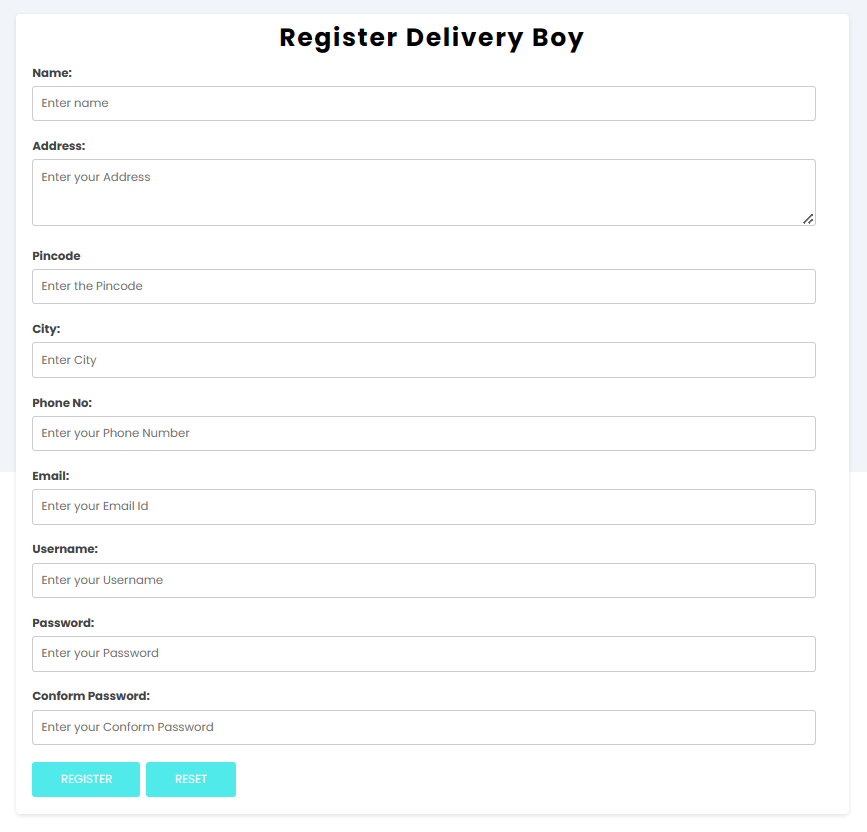 Register Delivery Boy
Name:
Enter name
Address:
Enter your Address
Pincode
Enter the Pincode
City:
Enter City
Phone No:
Enter your Phone Number
Email:
Enter your Email Id
Username:
Enter your Username
Password:
Enter your Password
Conform Password:
Enter your Conform Password
REGISTER RESET